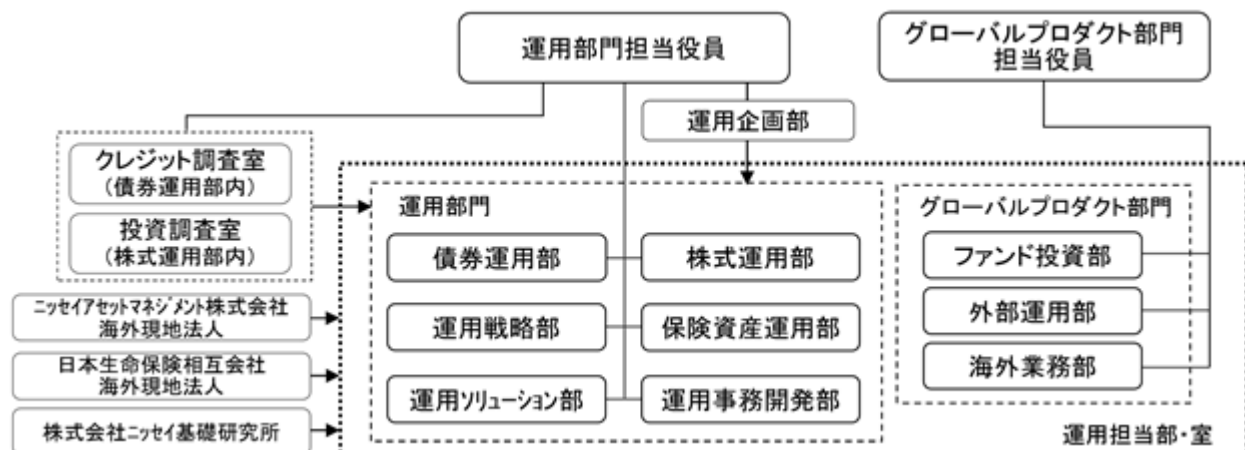 運用部門担当役員
グローバルプロダクト部門
担当役員
運用企画部
クレジット調査室
(債券運用部内)
投資調査室
(株式運用部内)
ニッセイアセットマネジメント株式会社
海外現地法人
日本生命保険相互会社
海外現地法人
株式会社ニッセイ基礎研究所
運用部門
債券運用部
株式運用部
運用戦略部
保険資産運用部
運用ソリューション部
運用事務開発部
グローバルプロダクト部門
ファンド投資部
外部運用部
海外業務部
運用担当部・室